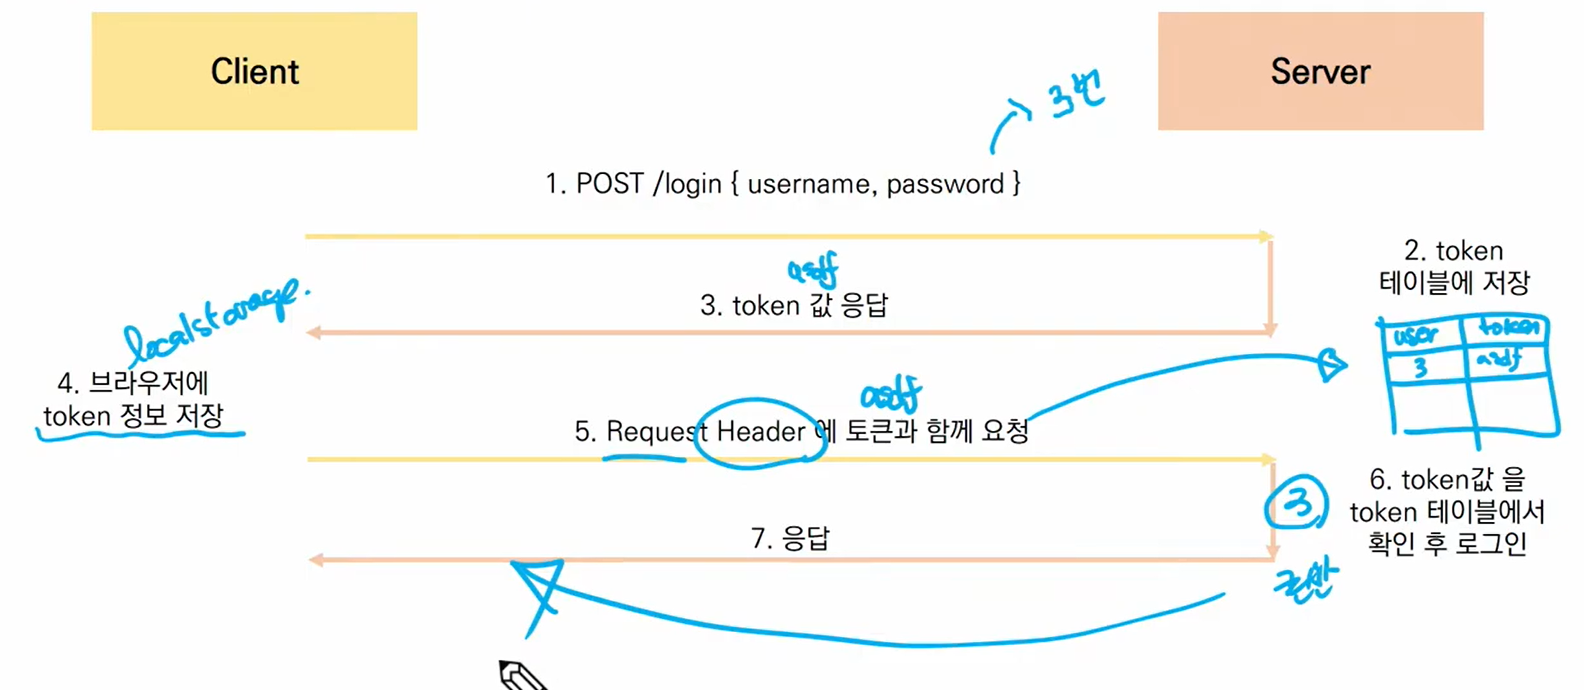 Client
Server
3번
1. POST /login { username, password }
asdf
3. token 값 응답
2. token
테이블에 저장
user token
3 asdf
localstorage.
4. 브라우저에
token 정보 저장
asdf
5. Request Header 에 토큰과 함께 요청
3
6. token값 을
token 테이블에서
확인 후 로그인
7. 응답